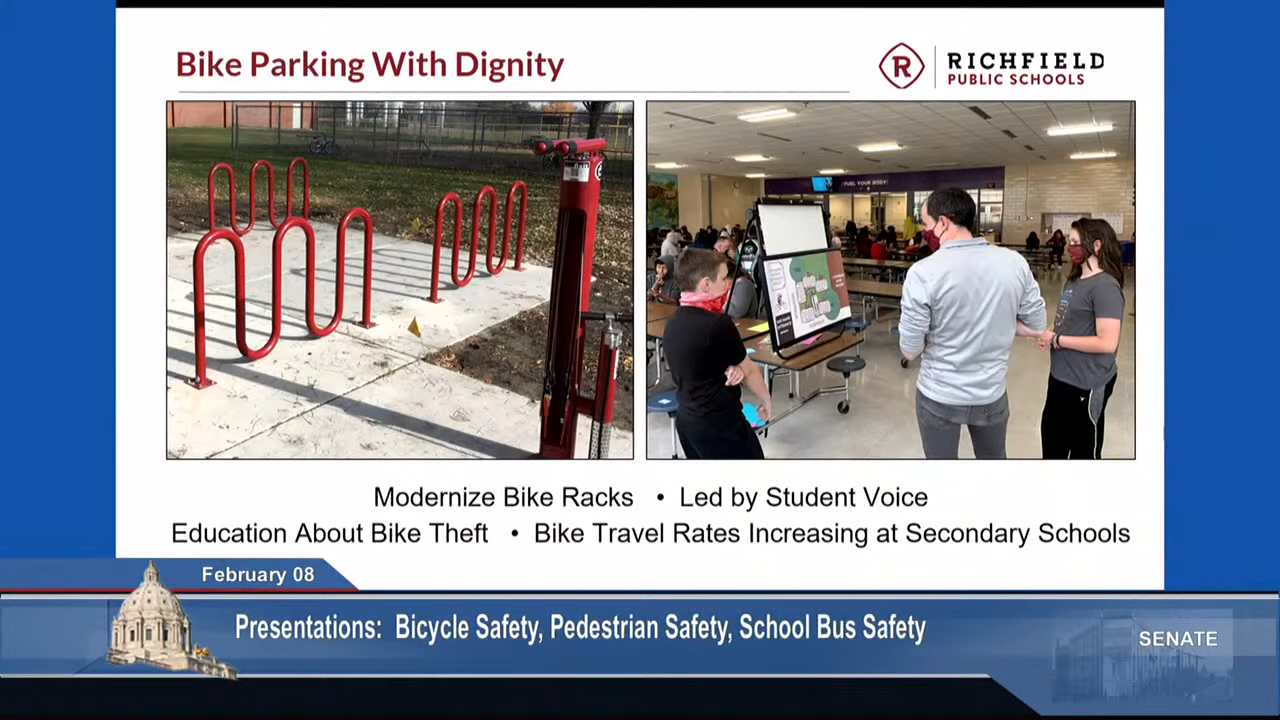 Bike Parking With Dignity
R
RICHFIELD
PUBLIC SCHOOLS
FUEL YOUR BODY!
Modernize Bike Racks • Led by Student Voice
Education About Bike Theft • Bike Travel Rates Increasing at Secondary Schools
February 08
Presentations: Bicycle Safety, Pedestrian Safety, School Bus Safety
SENATE